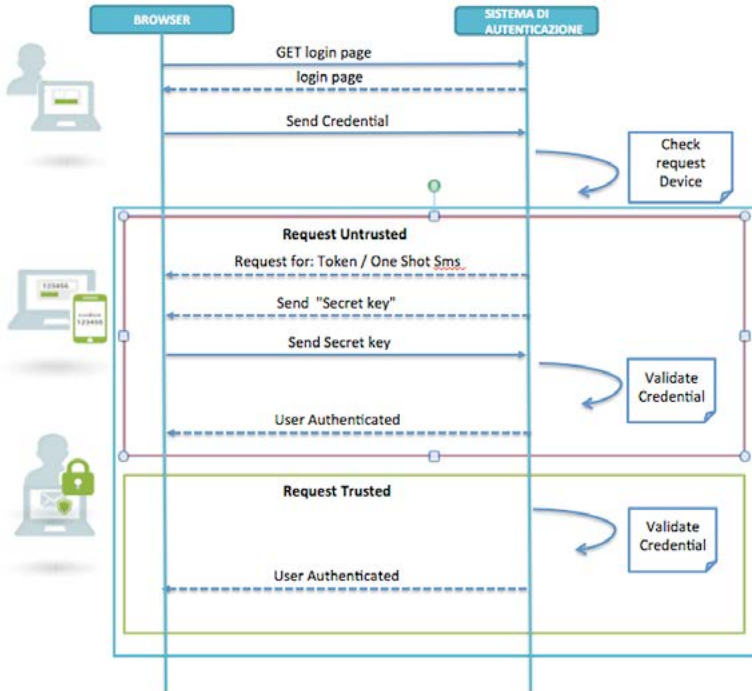 BROWSER
SISTEMA DI
AUTENTICAZIONE
GET login page
login page
Send Credential
Check
request
Device
Request Untrusted
Request for: Token / One Shot Sms
123456
123456
Send "Secret key"
Send Secret key
Validate
Credential
User Authenticated
Request Trusted
Validate
Credential
User Authenticated